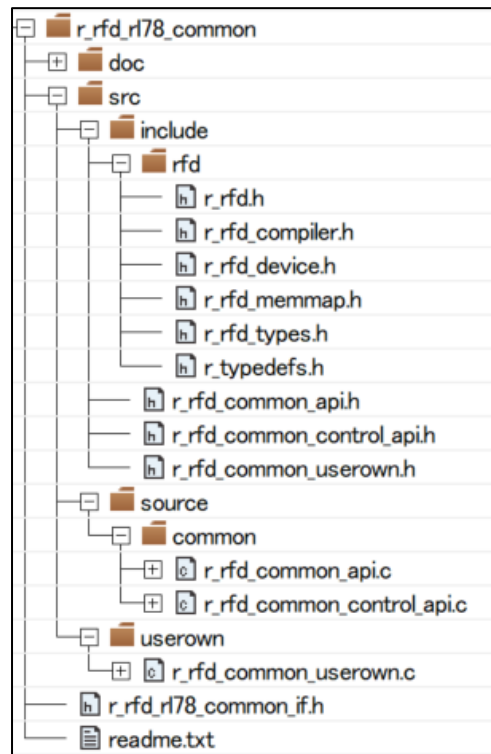 r_rfd_rl78_common
doc
src
include
rfd
r_rfd.h
r_rfd_compiler.h
r_rfd_device.h
r_rfd_memmap.h
r_rfd_types.h
r_typedefs.h
r_rfd_common_api.h
r_rfd_common_control_api.h
r_rfd_common_userown.h
source
common
r_rfd_common_api.c
r_rfd_common_control_api.c
userown
r_rfd_common_userown.c
r_rfd_rl78_common_if.h
readme.txt